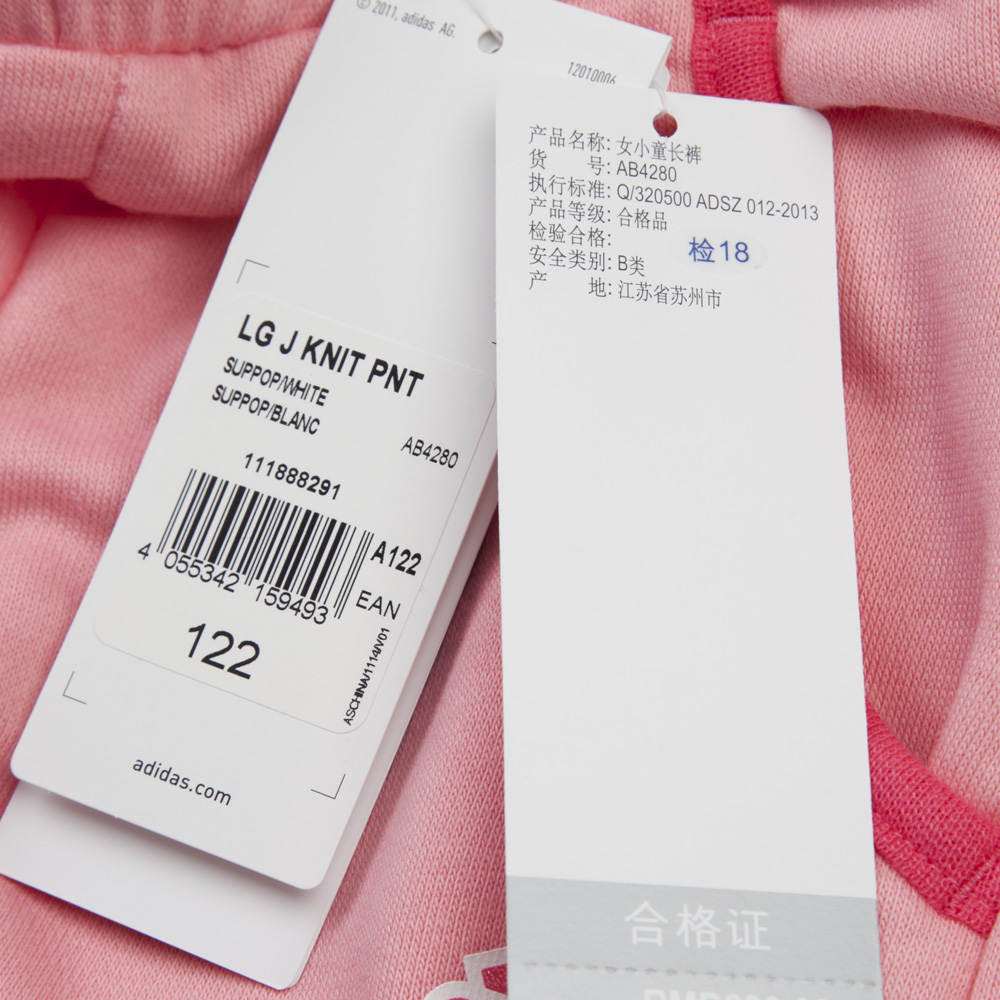 © 2011, adidas AG.
12010006
LG J KNIT PNT
SUPPOP/WHITE
SUPPOP/BLANC
AB4280
111888291
A122
4 055342 159493
EAN
122
ASCHINA/1114/V01
adidas.com
产品名称: 女小童长裤
货 号: AB4280
执行标准: Q/320500 ADSZ 012-2013
产品等级: 合格品
检验合格: 检18
安全类别: B类
产 地: 江苏省苏州市
合格证